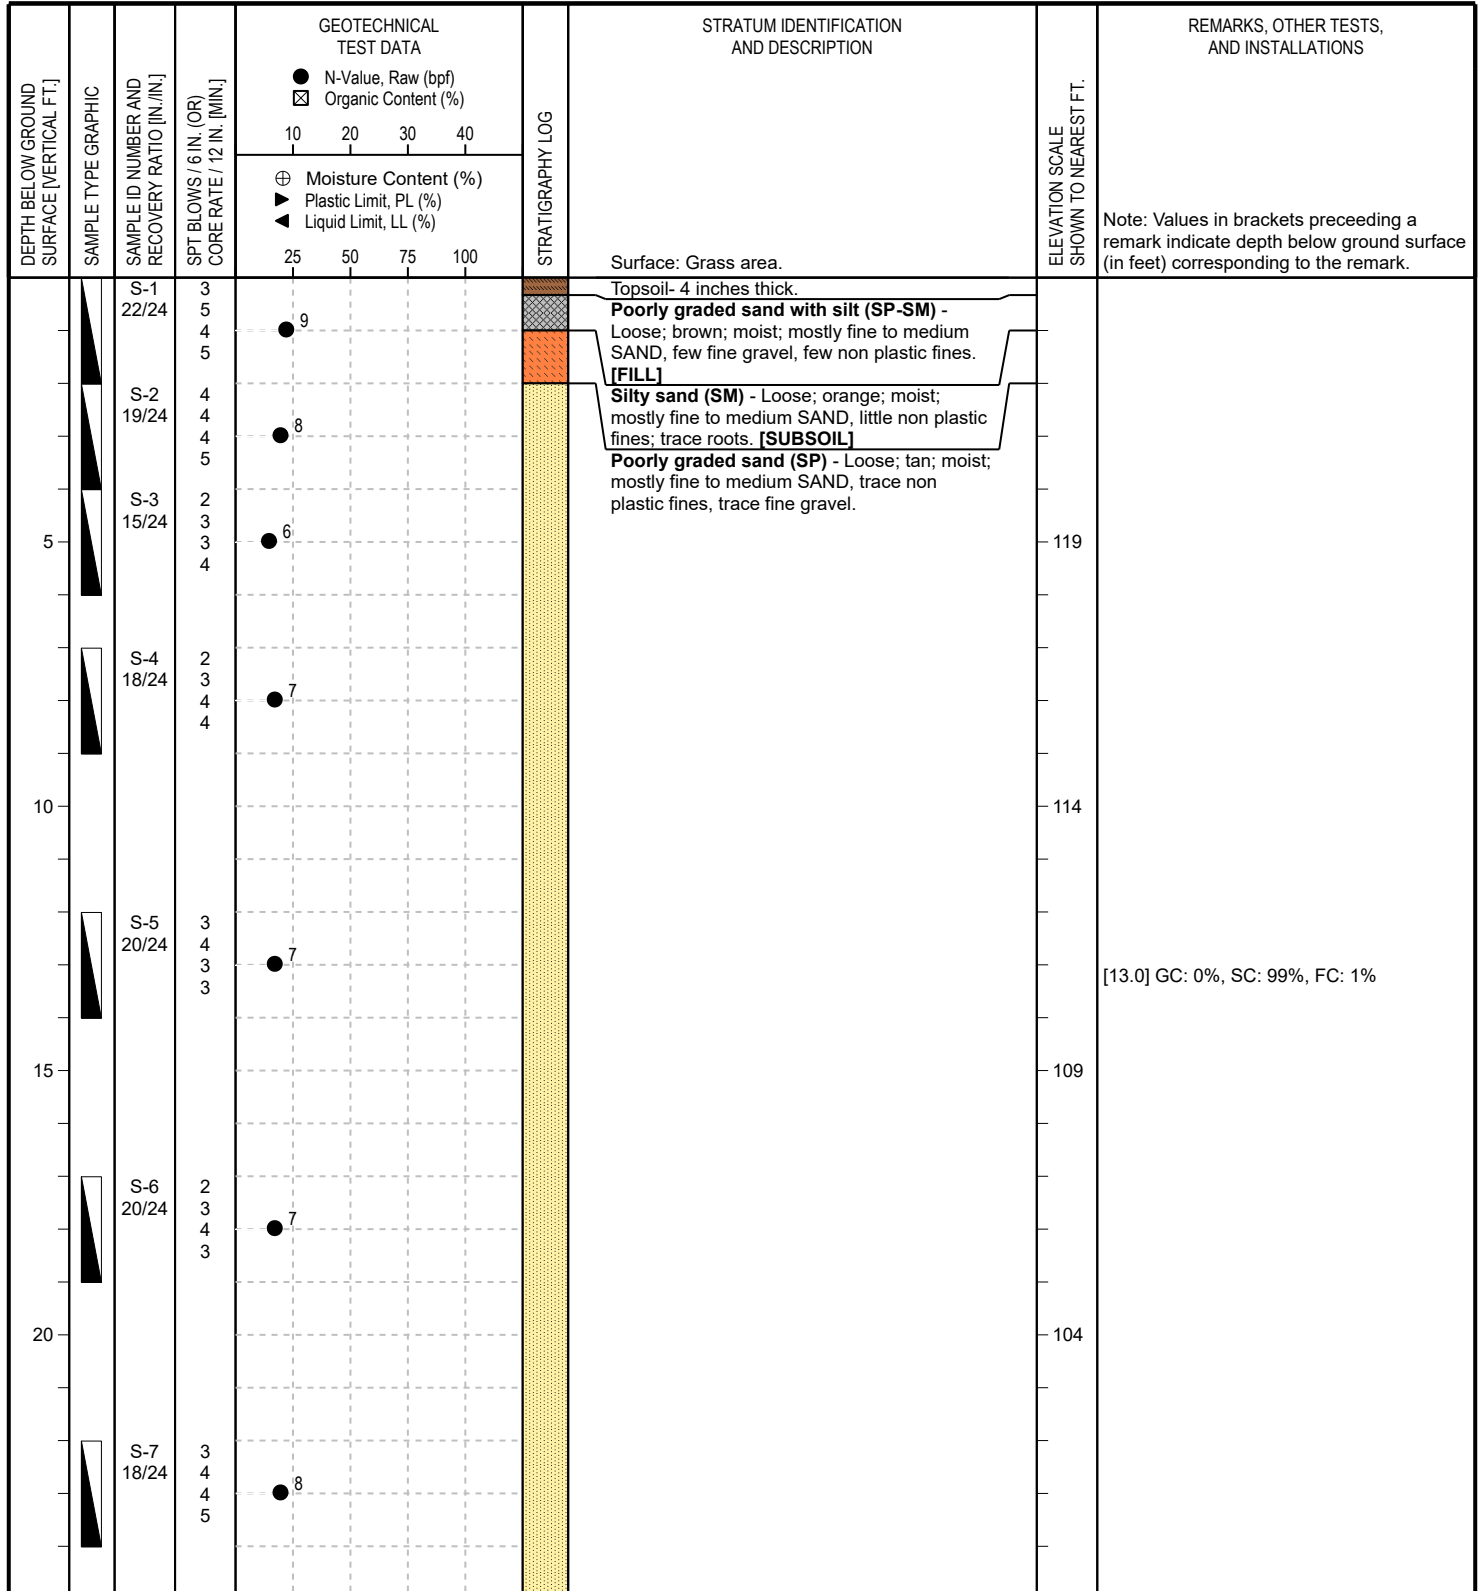 GEOTECHNICAL
TEST DATA
N-Value, Raw (bpf)
Organic Content (%)
10 20 30 40
Moisture Content (%)
Plastic Limit, PL (%)
Liquid Limit, LL (%)
25 50 75 100
DEPTH BELOW GROUND
SURFACE [VERTICAL FT.]
SAMPLE TYPE GRAPHIC
SAMPLE ID NUMBER AND
RECOVERY RATIO [IN./IN.]
SPT BLOWS / 6 IN. (OR)
CORE RATE / 12 IN. [MIN.]
STRATIGRAPHY LOG
STRATUM IDENTIFICATION
AND DESCRIPTION
Surface: Grass area.
ELEVATION SCALE
SHOWN TO NEAREST FT.
REMARKS, OTHER TESTS,
AND INSTALLATIONS
Note: Values in brackets preceeding a
remark indicate depth below ground surface
(in feet) corresponding to the remark.
S-1
22/24
3
5
4
5
9
Topsoil- 4 inches thick.
Poorly graded sand with silt (SP-SM) -
Loose; brown; moist; mostly fine to medium
SAND, few fine gravel, few non plastic fines.
[FILL]
S-2
19/24
4
4
4
5
8
Silty sand (SM) - Loose; orange; moist;
mostly fine to medium SAND, little non plastic
fines; trace roots. [SUBSOIL]
Poorly graded sand (SP) - Loose; tan; moist;
mostly fine to medium SAND, trace non
plastic fines, trace fine gravel.
S-3
15/24
2
3
3
4
6
5
119
S-4
18/24
2
3
4
4
7
10
114
S-5
20/24
3
4
3
3
7
[13.0] GC: 0%, SC: 99%, FC: 1%
15
109
S-6
20/24
2
3
4
3
7
20
104
S-7
18/24
3
4
4
5
8